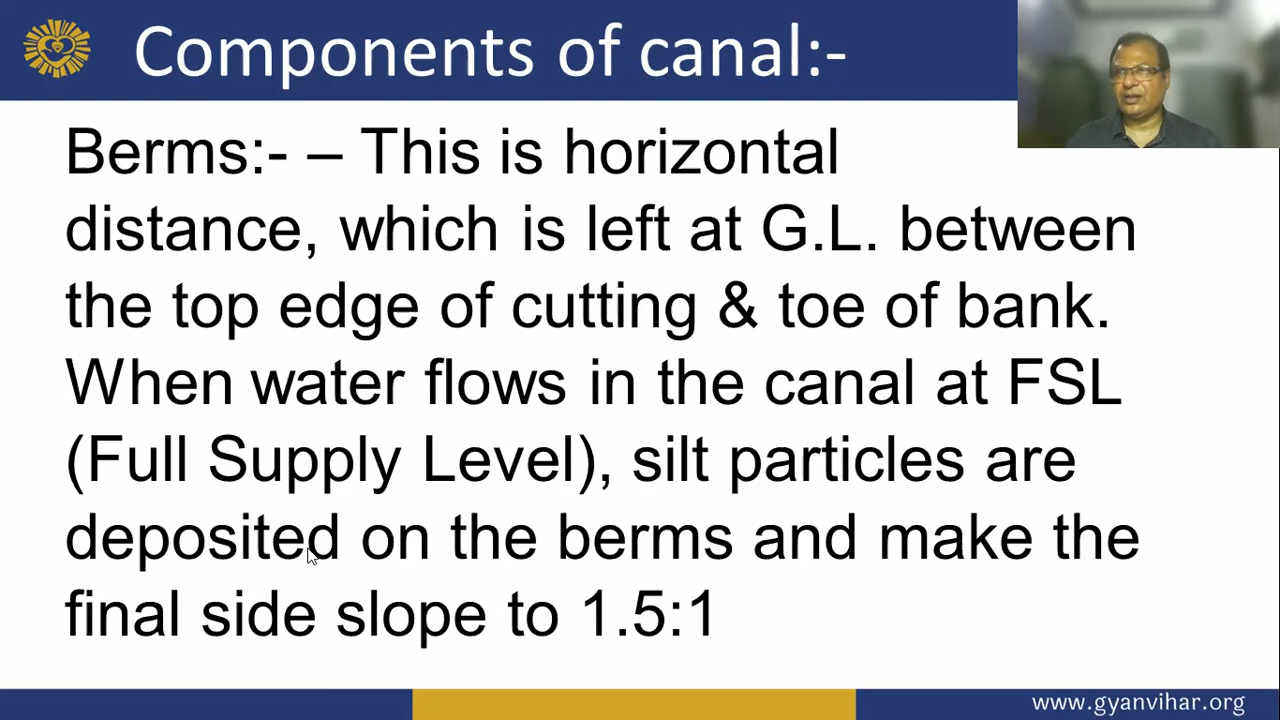 Components of canal:-
Berms:- – This is horizontal
distance, which is left at G.L. between
the top edge of cutting & toe of bank.
When water flows in the canal at FSL
(Full Supply Level), silt particles are
deposited on the berms and make the
final side slope to 1.5:1
www.gyanvihar.org